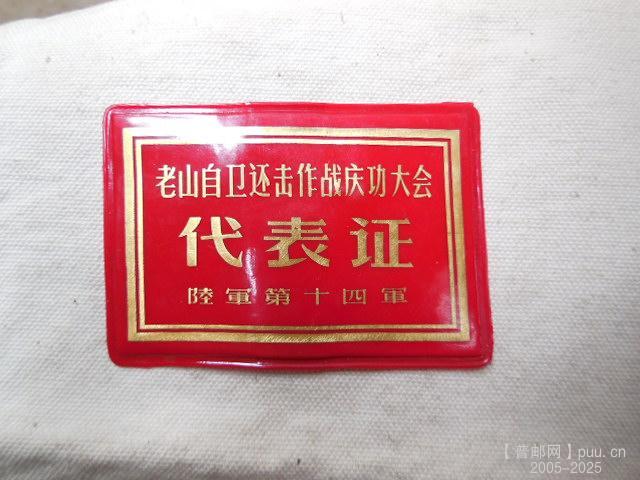 老山自卫还击作战庆功大会
代表证
陸軍第十四軍
【普邮网】puu.cn
2005-2025